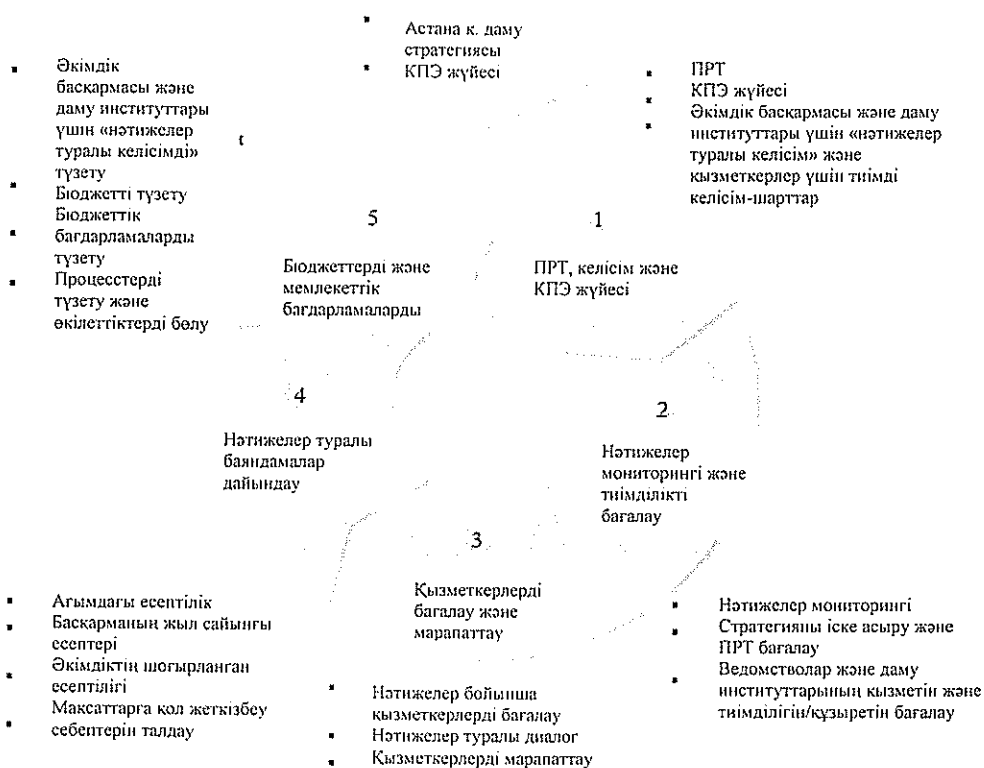 Астана к. даму
стратегиясы
КПЭ жүйесі
Әкімдік
басқармасы және
даму институттары
үшін «нәтижелер
туралы келісімді»
түзету
Бюджетті түзету
Бюджеттік
бағдарламаларды
түзету
Процесстерді
түзету және
өкілеттіктерді бөлу
ПРТ
КПЭ жүйесі
Әкімдік басқармасы және даму
институттары үшін «нәтижелер
туралы келісім» және
қызметкерлер үшін тиімді
келісім-шарттар
5
Бюджеттерді және
мемлекеттік
бағдарламаларды
1
ПРТ, келісім және
КПЭ жүйесі
4
Нәтижелер туралы
баяндамалар
дайындау
2
Нәтижелер
мониторингі және
тиімділікті
бағалау
3
Қызметкерлерді
бағалау және
марапаттау
Ағымдағы есептілік
Басқарманың жыл сайынғы
есептері
Әкімдіктің шоғырланған
есептілігі
Мақсаттарға қол жеткізбеу
себептерін талдау
Нәтижелер бойынша
қызметкерлерді бағалау
Нәтижелер туралы диалог
Қызметкерлерді марапаттау
Нәтижелер мониторингі
Стратегияны іске асыру және
ПРТ бағалау
Ведомстволар және даму
институттарының қызметін және
тиімділігін/құзыретін бағалау